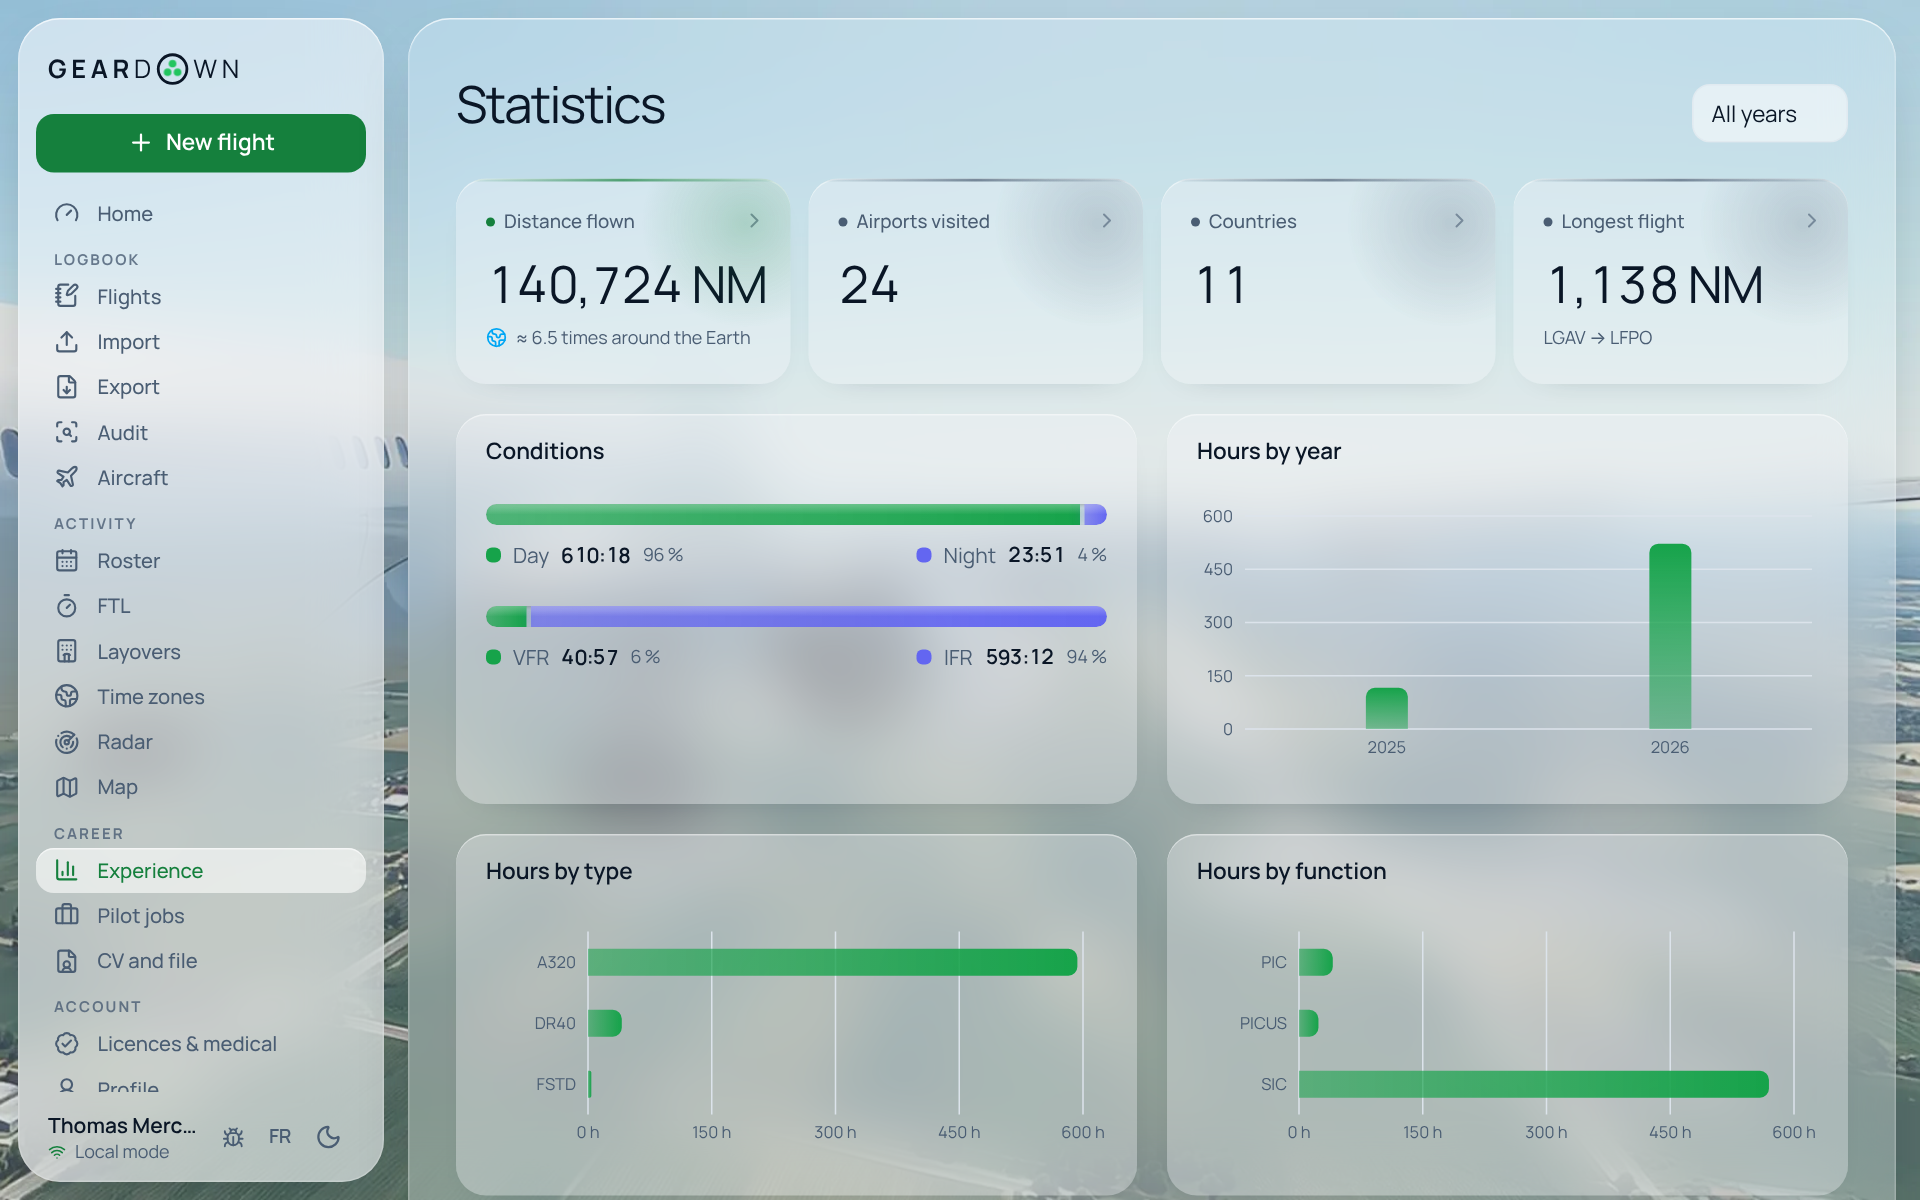 GEARDOWN
New flight
Home
LOGBOOK
Flights
Import
Export
Audit
Aircraft
ACTIVITY
Roster
FTL
Layovers
Time zones
Radar
Map
CAREER
Experience
Pilot jobs
CV and file
ACCOUNT
Licences & medical
Profile
Thomas Merc...
Local mode
FR
Statistics
All years
Distance flown
140,724 NM
≈ 6.5 times around the Earth
Airports visited
24
Countries
11
Longest flight
1,138 NM
LGAV → LFPO
Conditions
Day 610:18 96 %
Night 23:51 4 %
VFR 40:57 6 %
IFR 593:12 94 %
Hours by year
600
450
300
150
0
2025
2026
Hours by type
A320
DR40
FSTD
0 h
150 h
300 h
450 h
600 h
Hours by function
PIC
PICUS
SIC
0 h
150 h
300 h
450 h
600 h